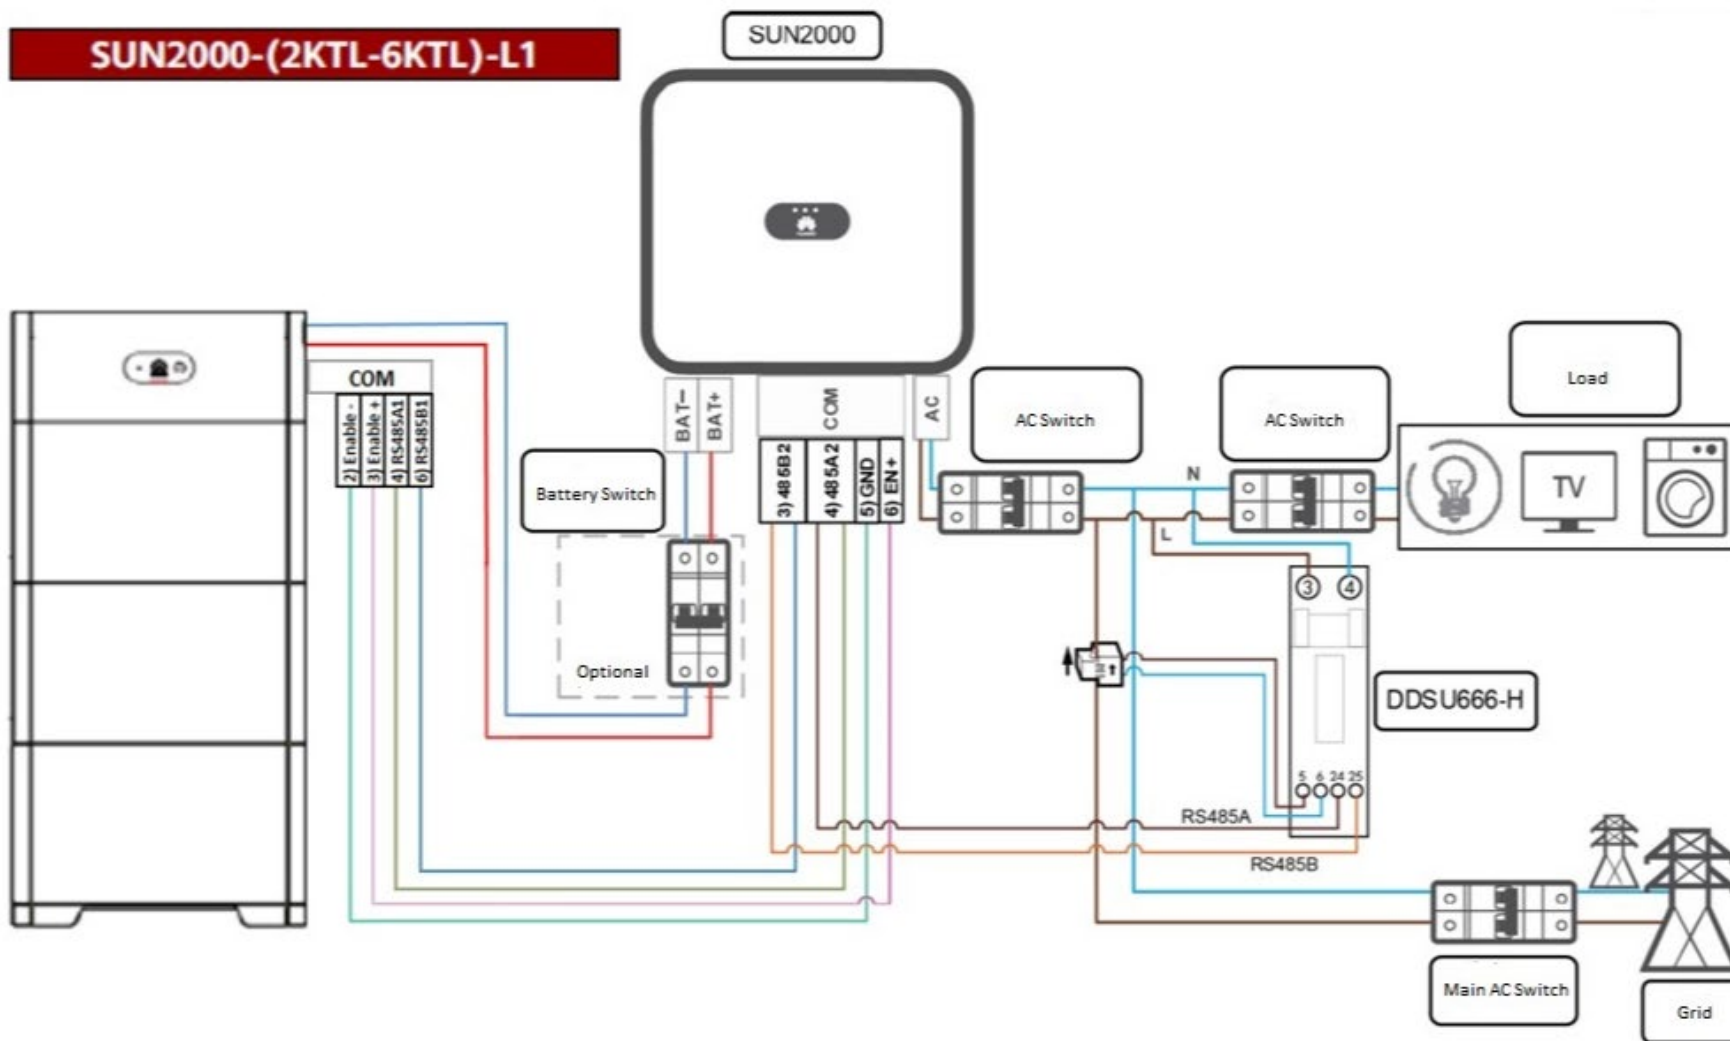 SUN2000-(2KTL-6KTL)-L1
SUN2000
COM
2) Enable -
3) Enable +
4) RS485A1
6) RS485B1
BAT−
BAT+
COM
3) 485B2
4) 485A2
5) GND
6) EN+
AC
AC Switch
AC Switch
Load
Battery Switch
Optional
N
L
TV
3
4
DDSU666-H
5 6 24 25
RS485A
RS485B
Main AC Switch
Grid